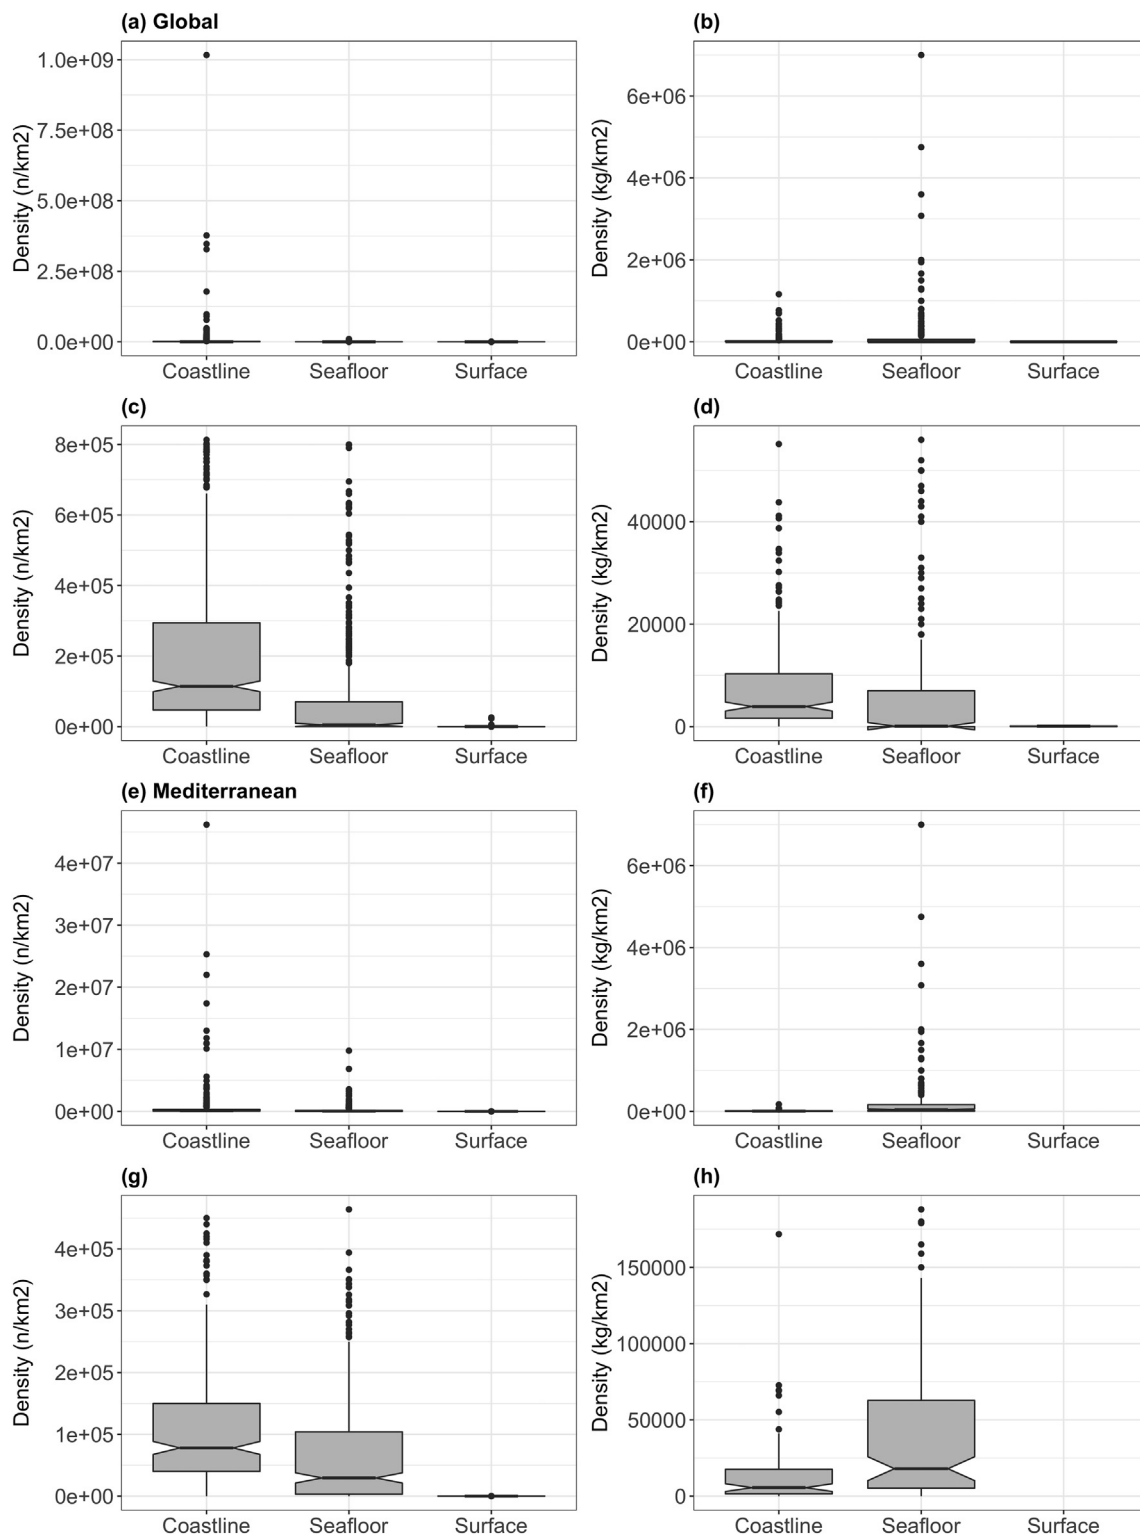 (a) Global
(b)
Density (n/km2)
1.0e+09
7.5e+08
5.0e+08
2.5e+08
0.0e+00
Coastline Seafloor Surface
Density (kg/km2)
6e+06
4e+06
2e+06
0e+00
Coastline Seafloor Surface
(c)
(d)
Density (n/km2)
8e+05
6e+05
4e+05
2e+05
0e+00
Coastline Seafloor Surface
Density (kg/km2)
40000
20000
0
Coastline Seafloor Surface
(e) Mediterranean
(f)
Density (n/km2)
4e+07
3e+07
2e+07
1e+07
0e+00
Coastline Seafloor Surface
Density (kg/km2)
6e+06
4e+06
2e+06
0e+00
Coastline Seafloor Surface
(g)
(h)
Density (n/km2)
4e+05
3e+05
2e+05
1e+05
0e+00
Coastline Seafloor Surface
Density (kg/km2)
150000
100000
50000
0
Coastline Seafloor Surface